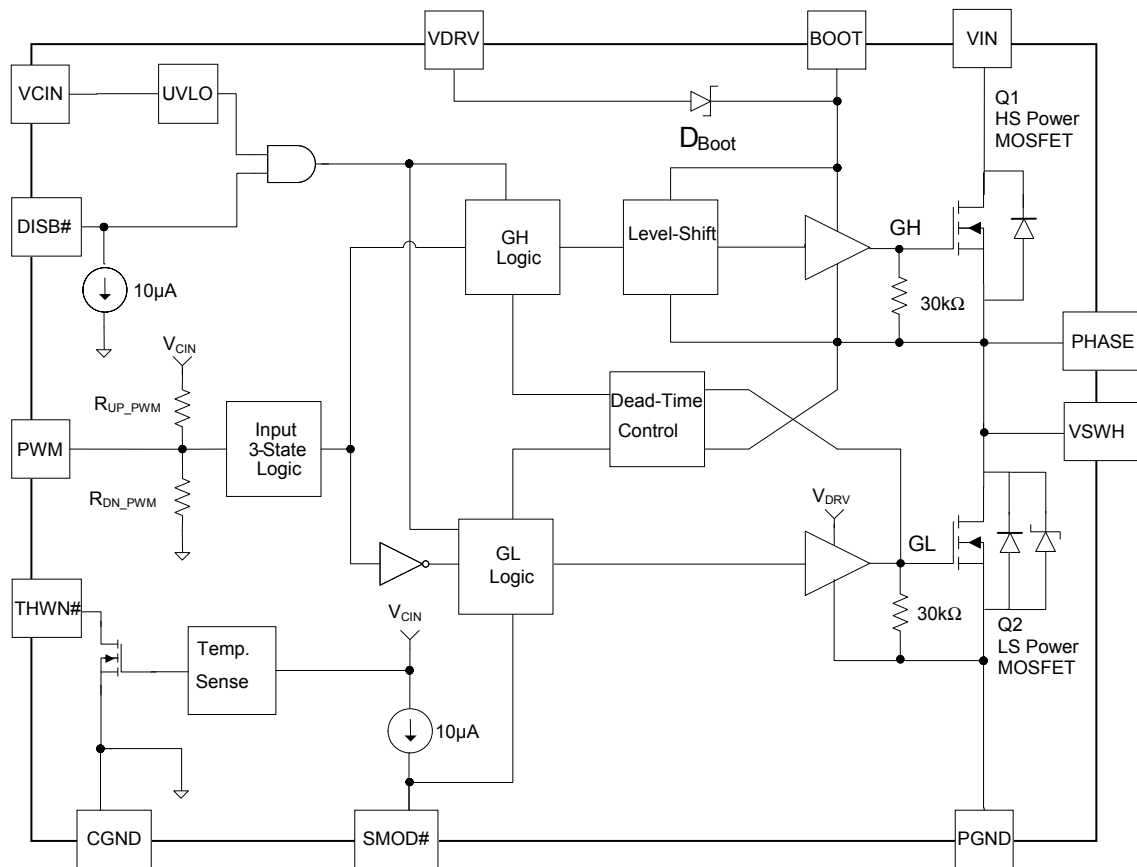 VDRV
BOOT
VIN
VCIN
UVLO
Q1
HS Power
MOSFET
DBoot
DISB#
GH
Logic
Level-Shift
GH
10µA
30kΩ
VCIN
PHASE
RUP_PWM
Dead-Time
Control
PWM
Input
3-State
Logic
VSWH
RDN_PWM
VDRV
GL
Logic
GL
THWN#
VCIN
30kΩ
Temp.
Sense
Q2
LS Power
MOSFET
10µA
CGND
SMOD#
PGND